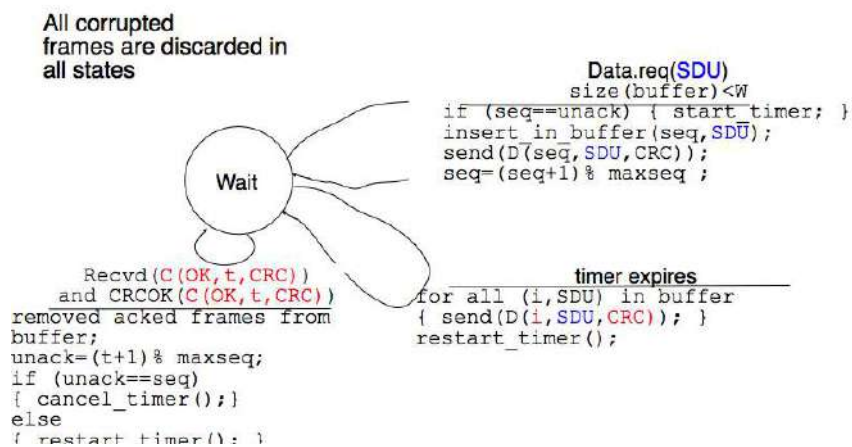 All corrupted
frames are discarded in
all states
Data.req(SDU)
size(buffer)<W
if (seq==unack) { start_timer; }
insert_in_buffer(seq,SDU);
send(D(seq,SDU,CRC));
seq=(seq+1)% maxseq ;
Wait
Recvd(C(OK,t,CRC))
and CRCOK(C(OK,t,CRC))
removed acked frames from
buffer;
unack=(t+1)% maxseq;
if (unack==seq)
{ cancel_timer();}
else
{ restart_timer(); }
timer expires
for all (i,SDU) in buffer
{ send(D(i,SDU,CRC)); }
restart_timer();